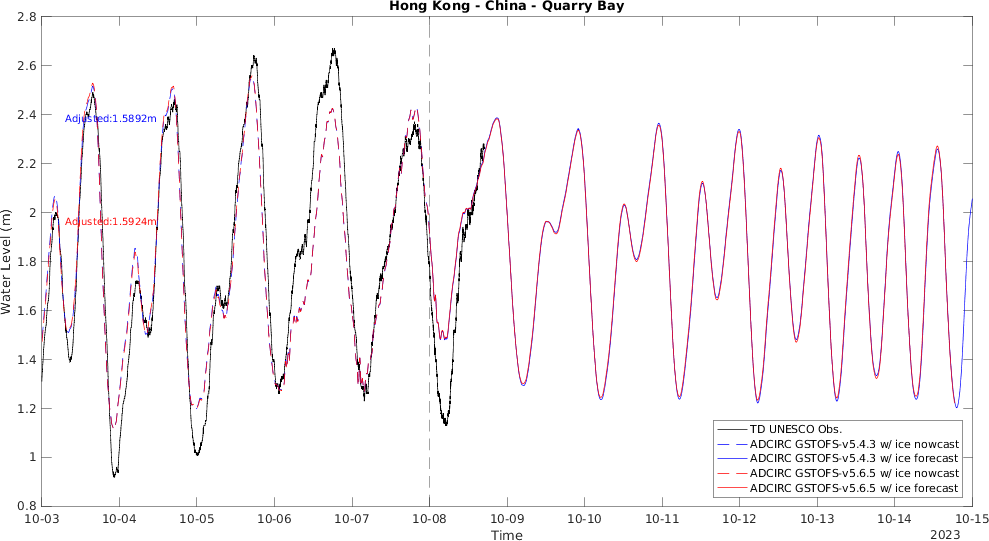 Hong Kong - China - Quarry Bay
2.8
2.6
2.4
2.2
2
1.8
1.6
1.4
1.2
1
0.8
Water Level (m)
Adjusted:1.5892m
Adjusted:1.5924m
TD UNESCO Obs.
ADCIRC GSTOFS-v5.4.3 w/ ice nowcast
ADCIRC GSTOFS-v5.4.3 w/ ice forecast
ADCIRC GSTOFS-v5.6.5 w/ ice nowcast
ADCIRC GSTOFS-v5.6.5 w/ ice forecast
10-03 10-04 10-05 10-06 10-07 10-08 10-09 10-10 10-11 10-12 10-13 10-14 10-15
Time
2023